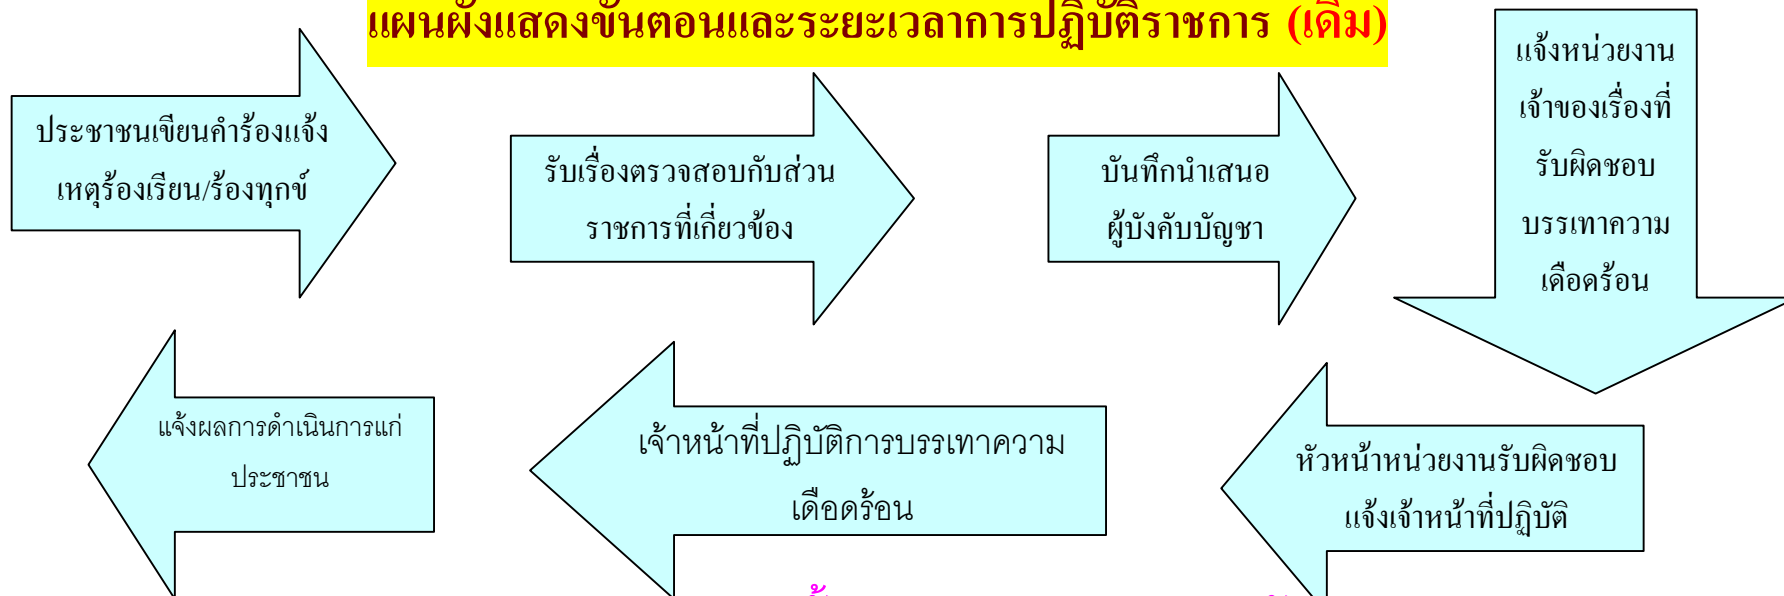 แผนผังแสดงขั้นตอนและระยะเวลาการปฏิบัติราชการ (เดิม)
ประชาชนเขียนคำร้องแจ้ง
เหตุร้องเรียน/ร้องทุกข์
รับเรื่องตรวจสอบกับส่วน
ราชการที่เกี่ยวข้อง
บันทึกนำเสนอ
ผู้บังคับบัญชา
แจ้งหน่วยงาน
เจ้าของเรื่องที่
รับผิดชอบ
บรรเทาความ
เดือดร้อน
หัวหน้าหน่วยงานรับผิดชอบ
แจ้งเจ้าหน้าที่ปฏิบัติ
เจ้าหน้าที่ปฏิบัติการบรรเทาความ
เดือดร้อน
แจ้งผลการดำเนินการแก่
ประชาชน